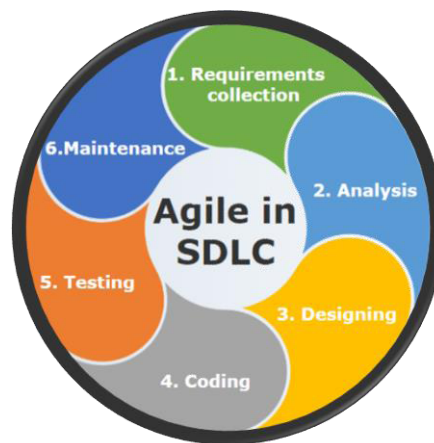 1. Requirements
collection
2. Analysis
3. Designing
4. Coding
5. Testing
6.Maintenance
Agile in
SDLC